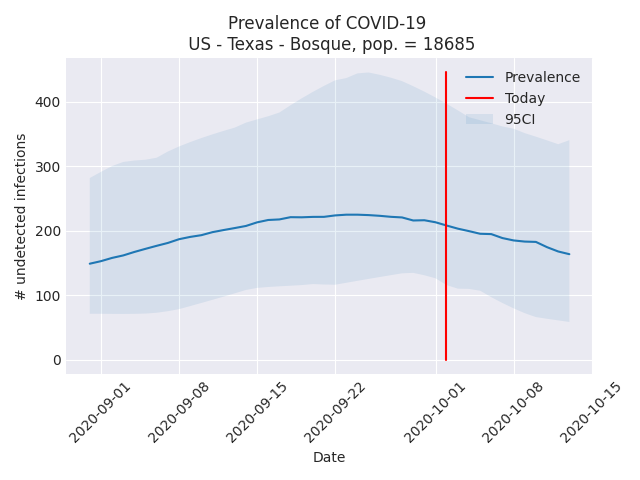 Prevalence of COVID-19
US - Texas - Bosque, pop. = 18685
Prevalence
Today
95CI
# undetected infections
400
300
200
100
0
2020-09-01
2020-09-08
2020-09-15
2020-09-22
2020-10-01
2020-10-08
2020-10-15
Date